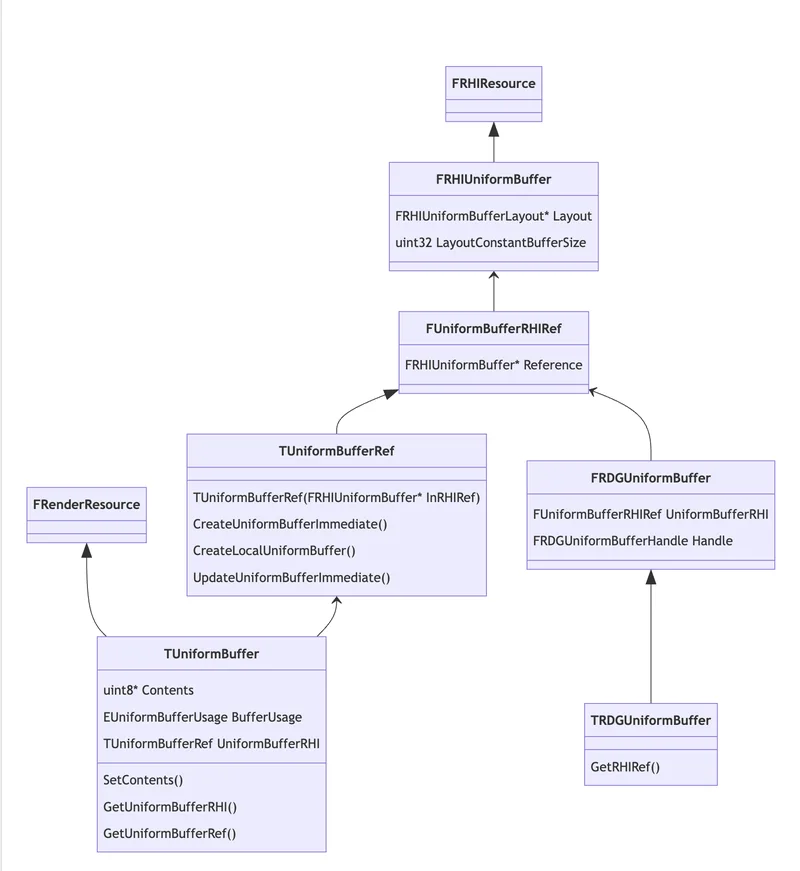 FRHIResource
FRHIUniformBuffer
FRHIUniformBufferLayout* Layout
uint32 LayoutConstantBufferSize
FUniformBufferRHIRef
FRHIUniformBuffer* Reference
TUniformBufferRef
TUniformBufferRef(FRHIUniformBuffer* InRHIRef)
CreateUniformBufferImmediate()
CreateLocalUniformBuffer()
UpdateUniformBufferImmediate()
FRDGUniformBuffer
FUniformBufferRHIRef UniformBufferRHI
FRDGUniformBufferHandle Handle
FRenderResource
TUniformBuffer
uint8* Contents
EUniformBufferUsage BufferUsage
TUniformBufferRef UniformBufferRHI
SetContents()
GetUniformBufferRHI()
GetUniformBufferRef()
TRDGUniformBuffer
GetRHIRef()